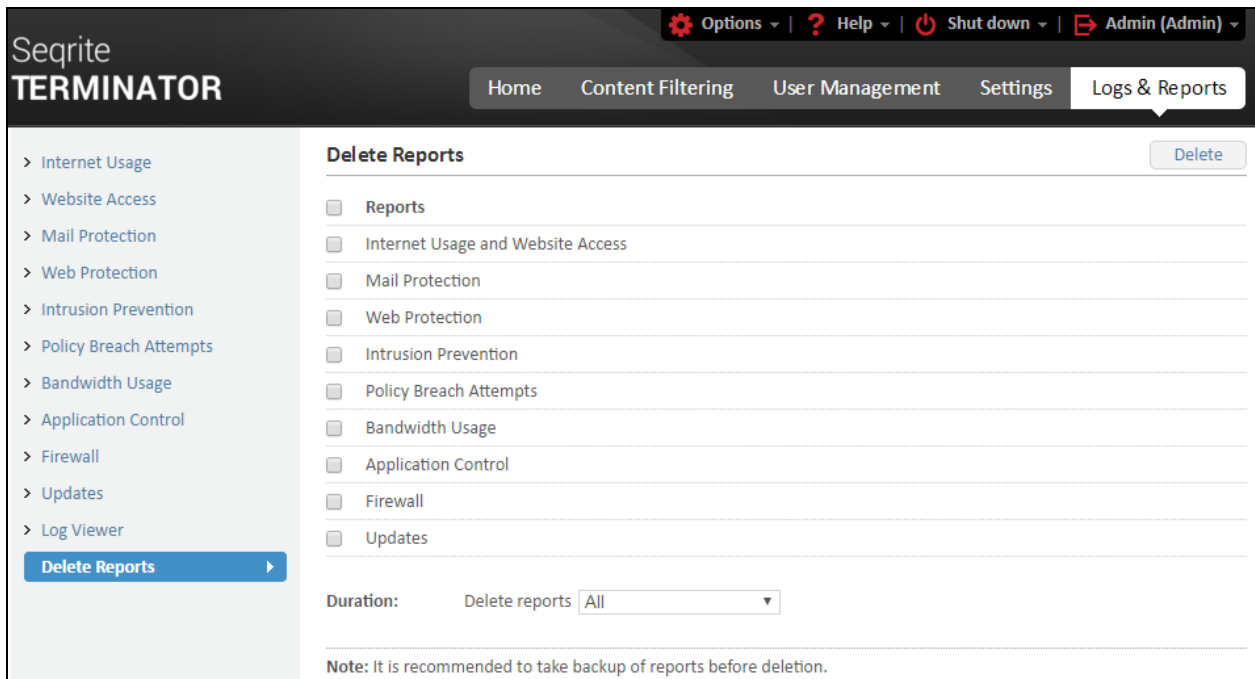 Options | Help | Shut down | Admin (Admin)
Seqrite
TERMINATOR
Home Content Filtering User Management Settings Logs & Reports
Internet Usage
Website Access
Mail Protection
Web Protection
Intrusion Prevention
Policy Breach Attempts
Bandwidth Usage
Application Control
Firewall
Updates
Log Viewer
Delete Reports
Delete Reports Delete
Reports
Internet Usage and Website Access
Mail Protection
Web Protection
Intrusion Prevention
Policy Breach Attempts
Bandwidth Usage
Application Control
Firewall
Updates
Duration: Delete reports All
Note: It is recommended to take backup of reports before deletion.